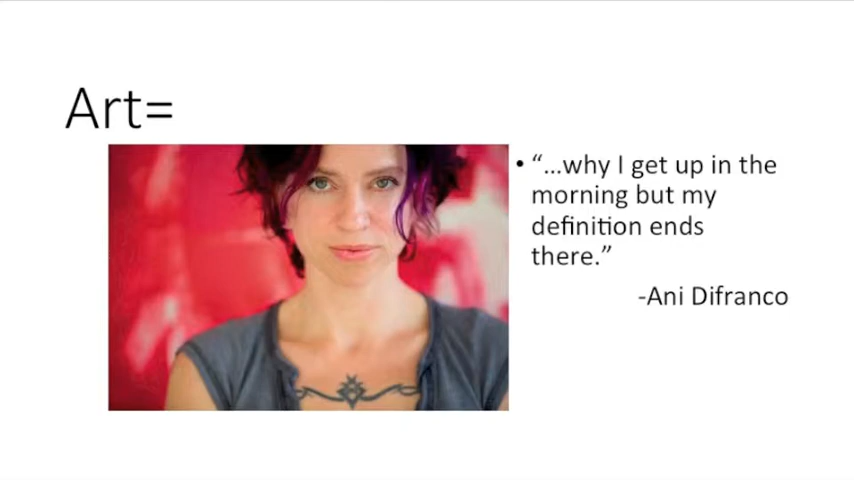 Art=
• “…why I get up in the
morning but my
definition ends
there.”
-Ani Difranco